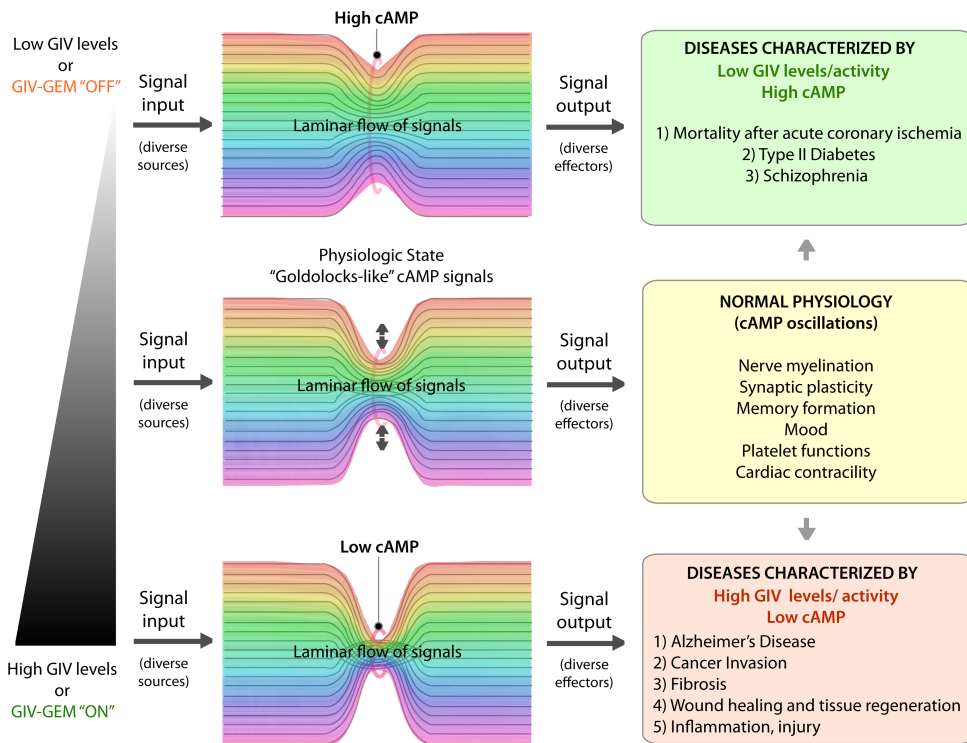 Low GIV levels
or
GIV-GEM “OFF”
High GIV levels
or
GIV-GEM “ON”
High cAMP
Signal
input
(diverse
sources)
Laminar flow of signals
Signal
output
(diverse
effectors)
DISEASES CHARACTERIZED BY
Low GIV levels/activity
High cAMP
1) Mortality after acute coronary ischemia
2) Type II Diabetes
3) Schizophrenia
Physiologic State
“Goldolocks-like” cAMP signals
Signal
input
(diverse
sources)
Laminar flow of signals
Signal
output
(diverse
effectors)
NORMAL PHYSIOLOGY
(cAMP oscillations)
Nerve myelination
Synaptic plasticity
Memory formation
Mood
Platelet functions
Cardiac contracility
Low cAMP
Signal
input
(diverse
sources)
Laminar flow of signals
Signal
output
(diverse
effectors)
DISEASES CHARACTERIZED BY
High GIV levels/ activity
Low cAMP
1) Alzheimer’s Disease
2) Cancer Invasion
3) Fibrosis
4) Wound healing and tissue regeneration
5) Inflammation, injury